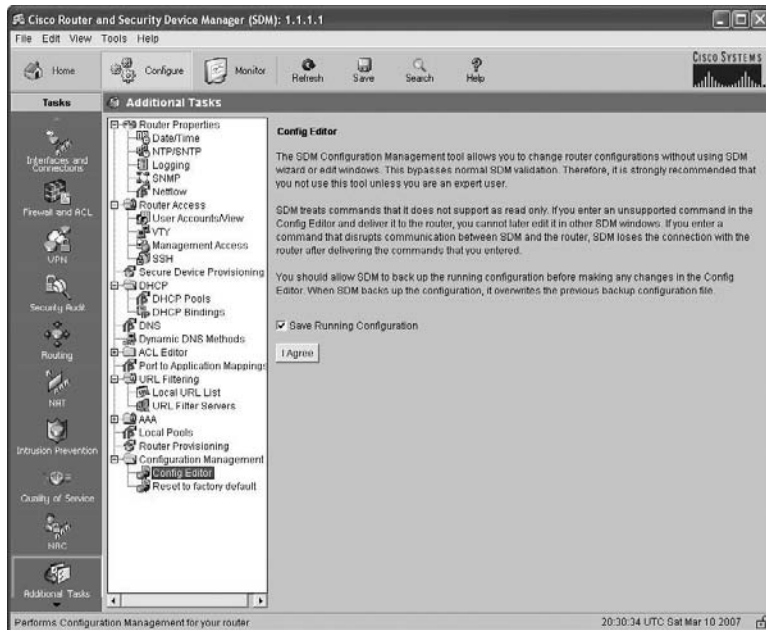 Cisco Router and Security Device Manager (SDM): 1.1.1.1
File Edit View Tools Help
Home Configure Monitor Refresh Save Search Help
CISCO SYSTEMS
Tasks
Additional Tasks
Interfaces and Connections
Firewall and ACL
VPN
Security Audit
Routing
NAT
Intrusion Prevention
Quality of Service
NAC
Additional Tasks
Router Properties
Date/Time
NTP/SNTP
Logging
SNMP
Netflow
Router Access
User Accounts/View
VTY
Management Access
SSH
Secure Device Provisioning
DHCP
DHCP Pools
DHCP Bindings
DNS
Dynamic DNS Methods
ACL Editor
Port to Application Mappings
URL Filtering
Local URL List
URL Filter Servers
AAA
Local Pools
Router Provisioning
Configuration Management
Config Editor
Reset to factory default
Config Editor
The SDM Configuration Management tool allows you to change router configurations without using SDM
wizard or edit windows. This bypasses normal SDM validation. Therefore, it is strongly recommended that
you not use this tool unless you are an expert user.
SDM treats commands that it does not support as read only. If you enter an unsupported command in the
Config Editor and deliver it to the router, you cannot later edit it in other SDM windows. If you enter a
command that disrupts communication between SDM and the router, SDM loses the connection with the
router after delivering the commands that you entered.
You should allow SDM to back up the running configuration before making any changes in the Config
Editor. When SDM backs up the configuration, it overwrites the previous backup configuration file.
Save Running Configuration
I Agree
Performs Configuration Management for your router
20:30:34 UTC Sat Mar 10 2007